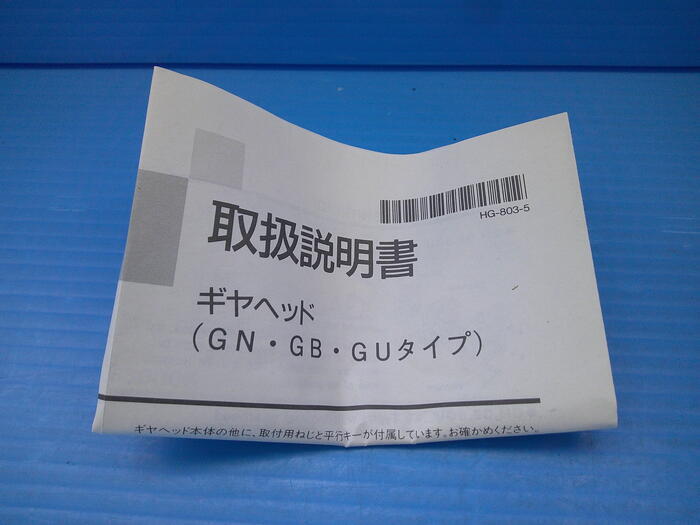 HG-803-5
取扱説明書
ギヤヘッド
(GN・GB・GUタイプ)
ギヤヘッド本体の他に、取付用ねじと平行キーが付属しています。お確かめください。